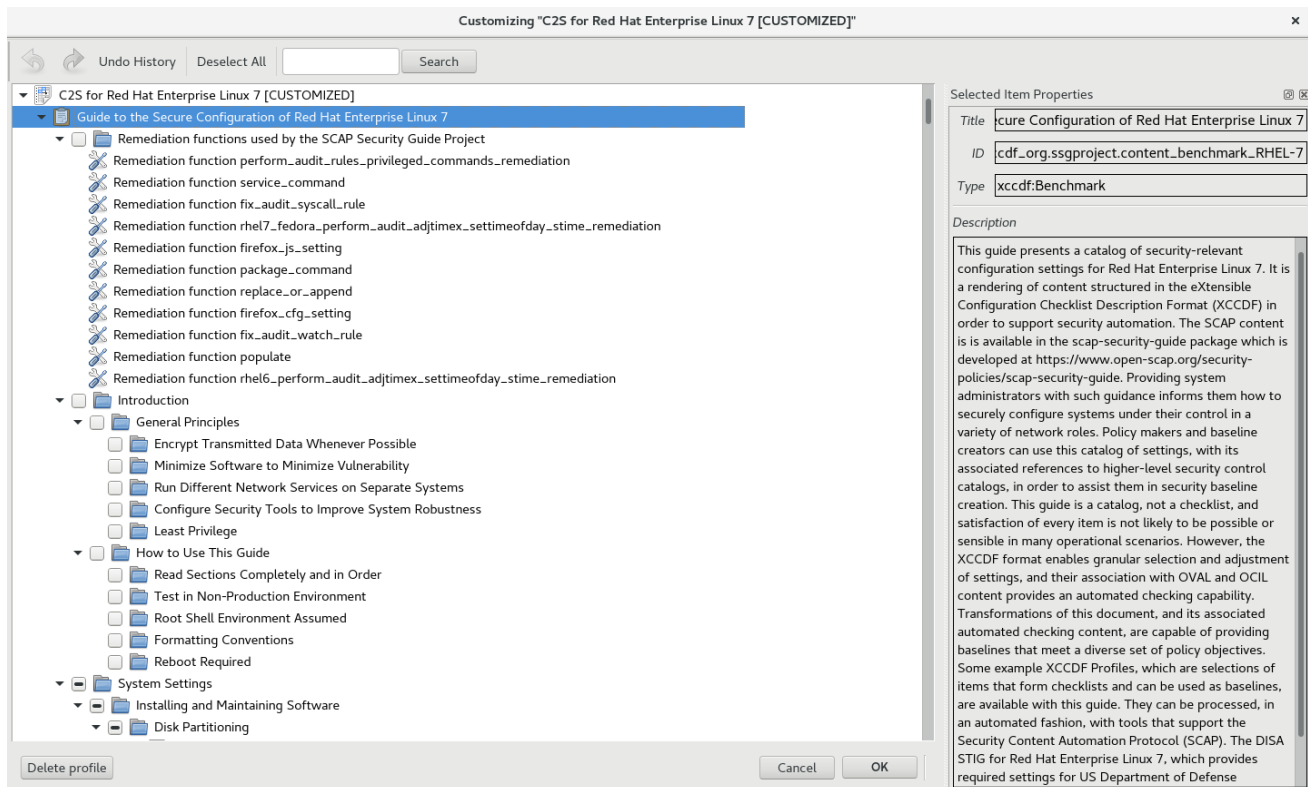 Customizing "C2S for Red Hat Enterprise Linux 7 [CUSTOMIZED]"
Undo History
Deselect All
Search
C2S for Red Hat Enterprise Linux 7 [CUSTOMIZED]
Guide to the Secure Configuration of Red Hat Enterprise Linux 7
Remediation functions used by the SCAP Security Guide Project
Remediation function perform_audit_rules_privileged_commands_remediation
Remediation function service_command
Remediation function fix_audit_syscall_rule
Remediation function rhel7_fedora_perform_audit_adjtimex_settimeofday_stime_remediation
Remediation function firefox_js_setting
Remediation function package_command
Remediation function replace_or_append
Remediation function firefox_cfg_setting
Remediation function fix_audit_watch_rule
Remediation function populate
Remediation function rhel6_perform_audit_adjtimex_settimeofday_stime_remediation
Introduction
General Principles
Encrypt Transmitted Data Whenever Possible
Minimize Software to Minimize Vulnerability
Run Different Network Services on Separate Systems
Configure Security Tools to Improve System Robustness
Least Privilege
How to Use This Guide
Read Sections Completely and in Order
Test in Non-Production Environment
Root Shell Environment Assumed
Formatting Conventions
Reboot Required
System Settings
Installing and Maintaining Software
Disk Partitioning
Delete profile
Cancel
OK
Selected Item Properties
Title cure Configuration of Red Hat Enterprise Linux 7
ID cdf_org.ssgproject.content_benchmark_RHEL-7
Type xccdf:Benchmark
Description
This guide presents a catalog of security-relevant
configuration settings for Red Hat Enterprise Linux 7. It is
a rendering of content structured in the eXtensible
Configuration Checklist Description Format (XCCDF) in
order to support security automation. The SCAP content
is is available in the scap-security-guide package which is
developed at https://www.open-scap.org/security-
policies/scap-security-guide. Providing system
administrators with such guidance informs them how to
securely configure systems under their control in a
variety of network roles. Policy makers and baseline
creators can use this catalog of settings, with its
associated references to higher-level security control
catalogs, in order to assist them in security baseline
creation. This guide is a catalog, not a checklist, and
satisfaction of every item is not likely to be possible or
sensible in many operational scenarios. However, the
XCCDF format enables granular selection and adjustment
of settings, and their association with OVAL and OCIL
content provides an automated checking capability.
Transformations of this document, and its associated
automated checking content, are capable of providing
baselines that meet a diverse set of policy objectives.
Some example XCCDF Profiles, which are selections of
items that form checklists and can be used as baselines,
are available with this guide. They can be processed, in
an automated fashion, with tools that support the
Security Content Automation Protocol (SCAP). The DISA
STIG for Red Hat Enterprise Linux 7, which provides
required settings for US Department of Defense